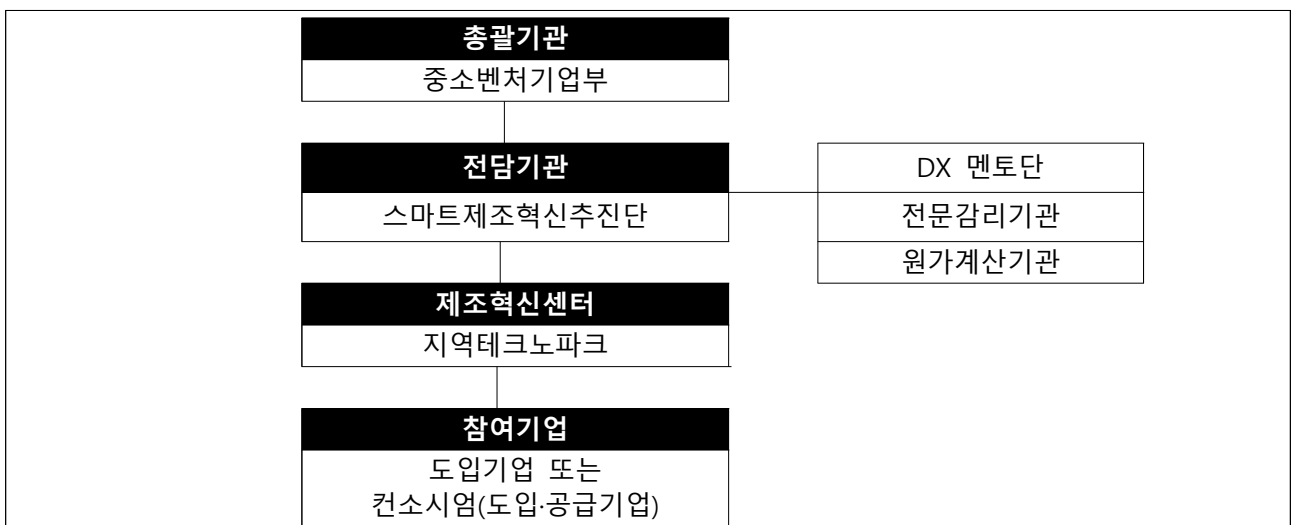 총괄기관
중소벤처기업부
전담기관
스마트제조혁신추진단
DX 멘토단
전문감리기관
원가계산기관
제조혁신센터
지역테크노파크
참여기업
도입기업 또는
컨소시엄(도입·공급기업)